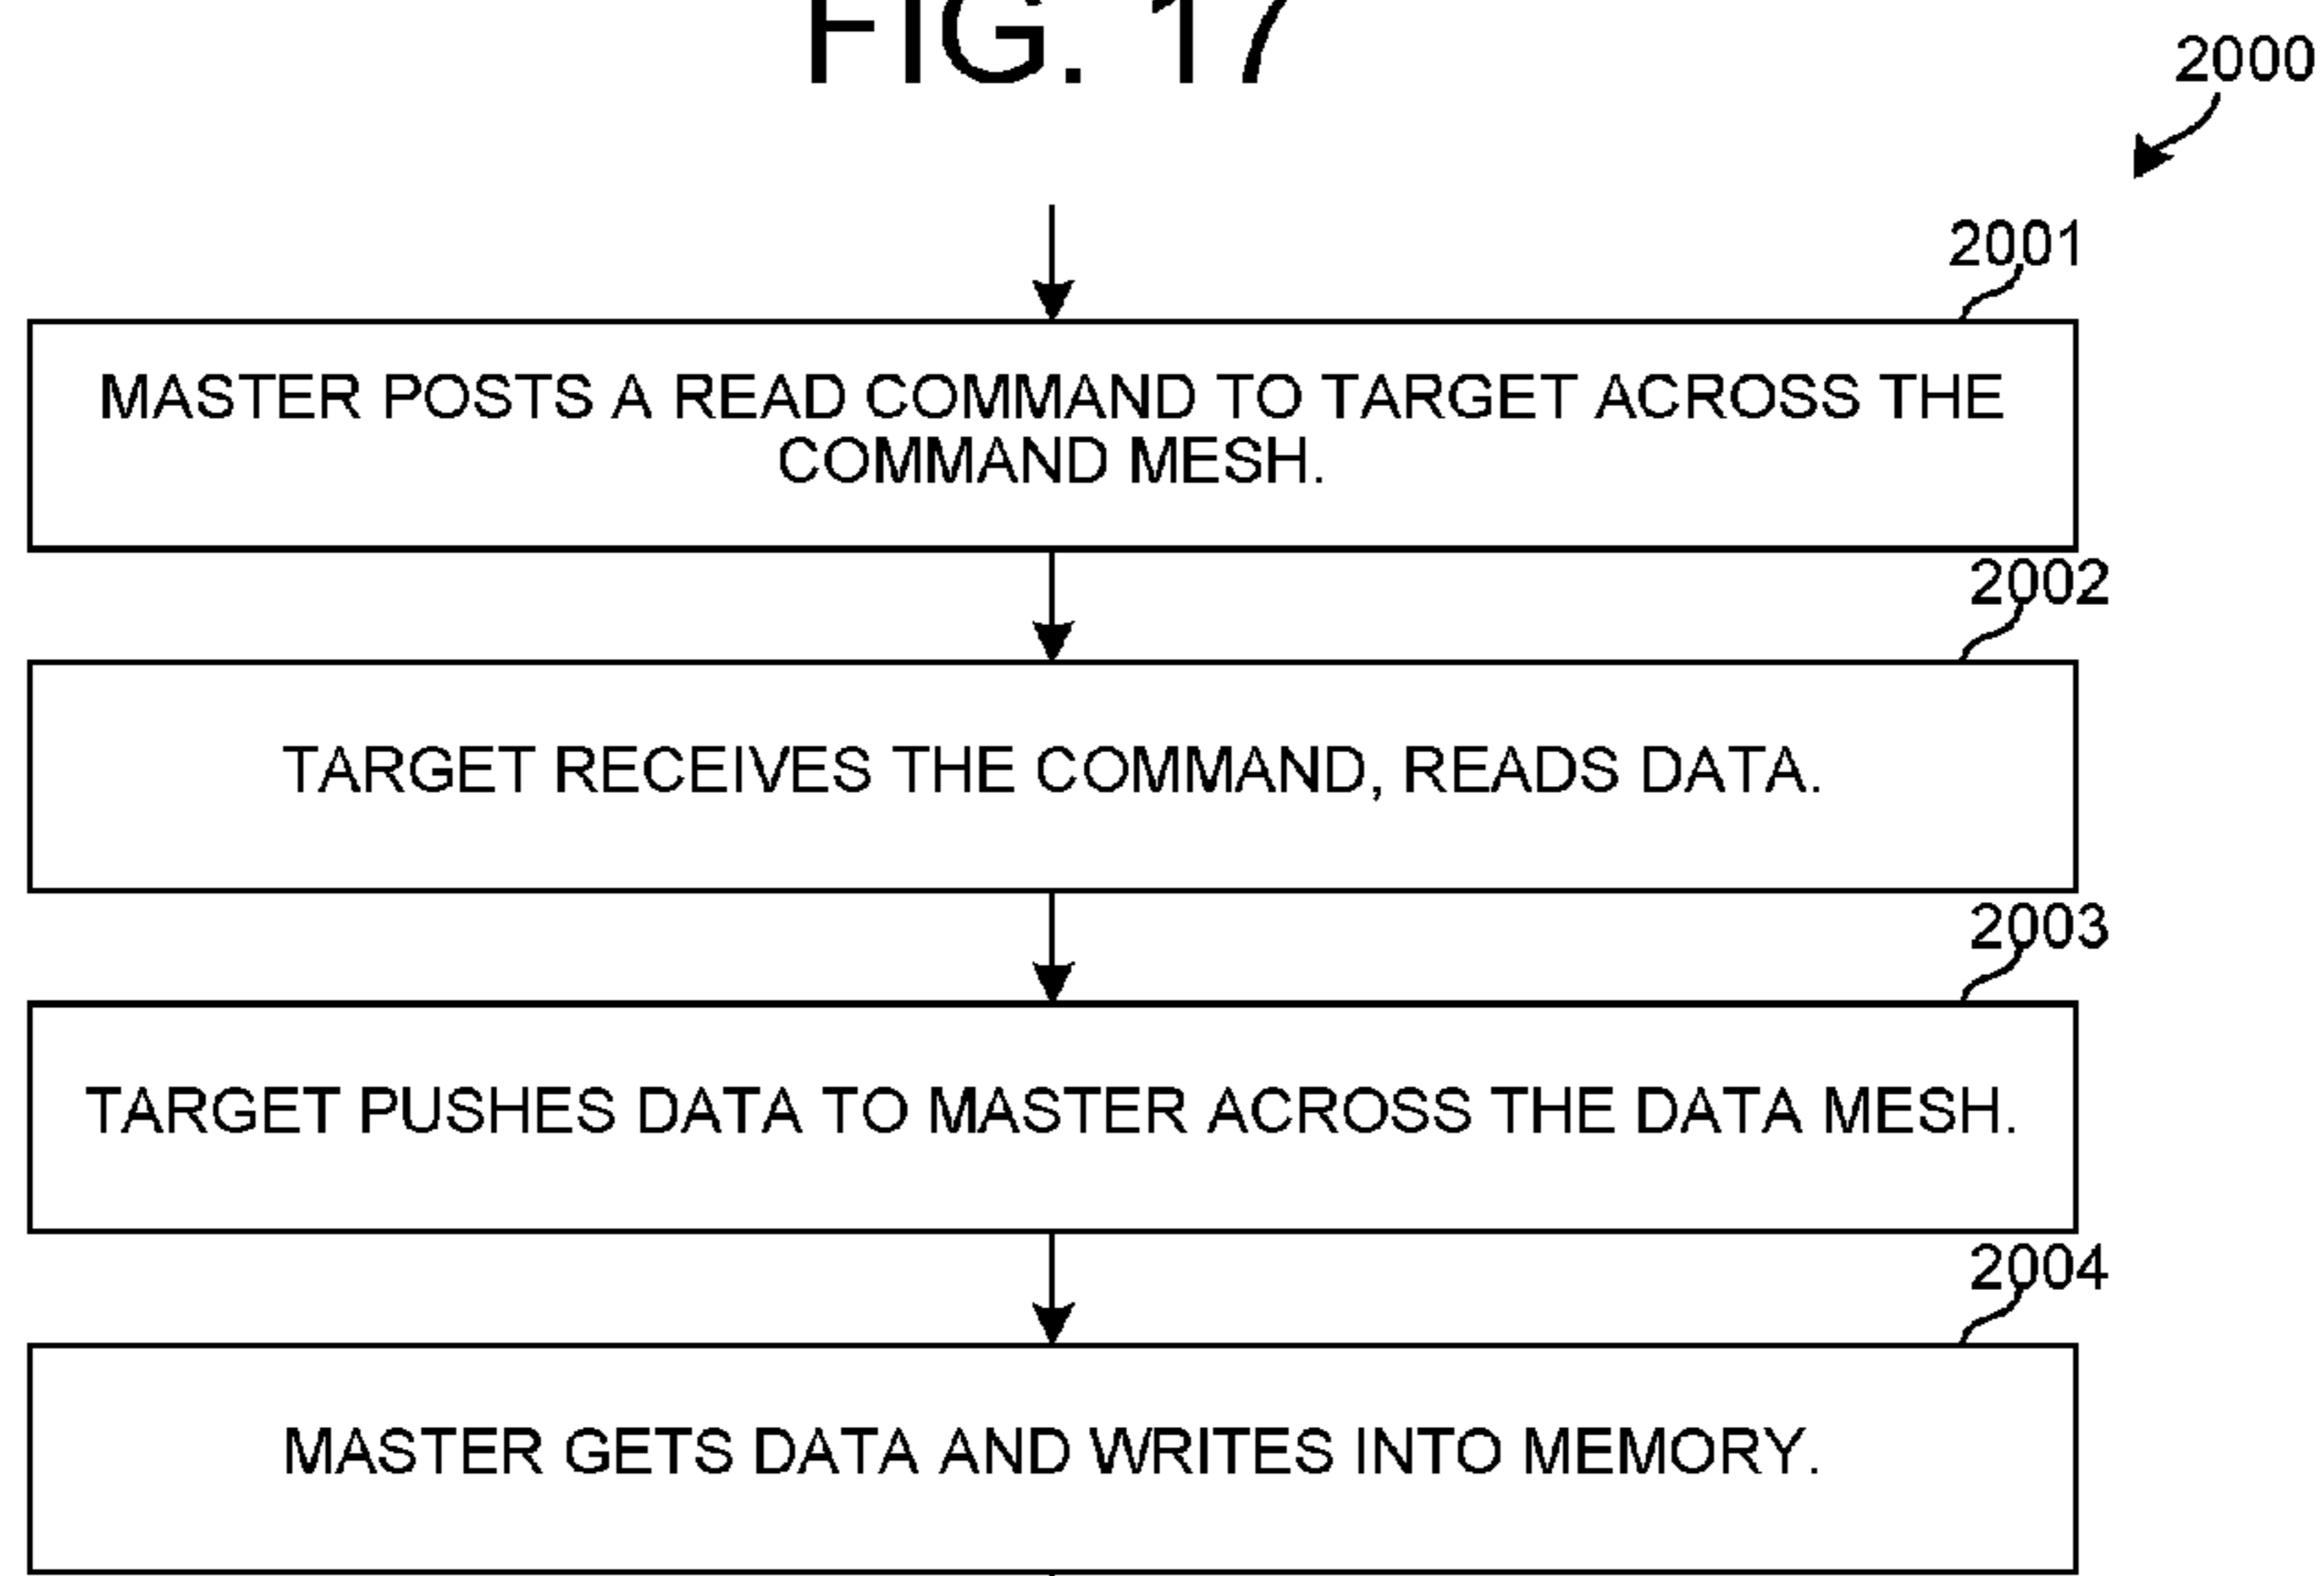 FIG. 17
2000
2001
MASTER POSTS A READ COMMAND TO TARGET ACROSS THE
COMMAND MESH.
2002
TARGET RECEIVES THE COMMAND, READS DATA.
2003
TARGET PUSHES DATA TO MASTER ACROSS THE DATA MESH.
2004
MASTER GETS DATA AND WRITES INTO MEMORY.